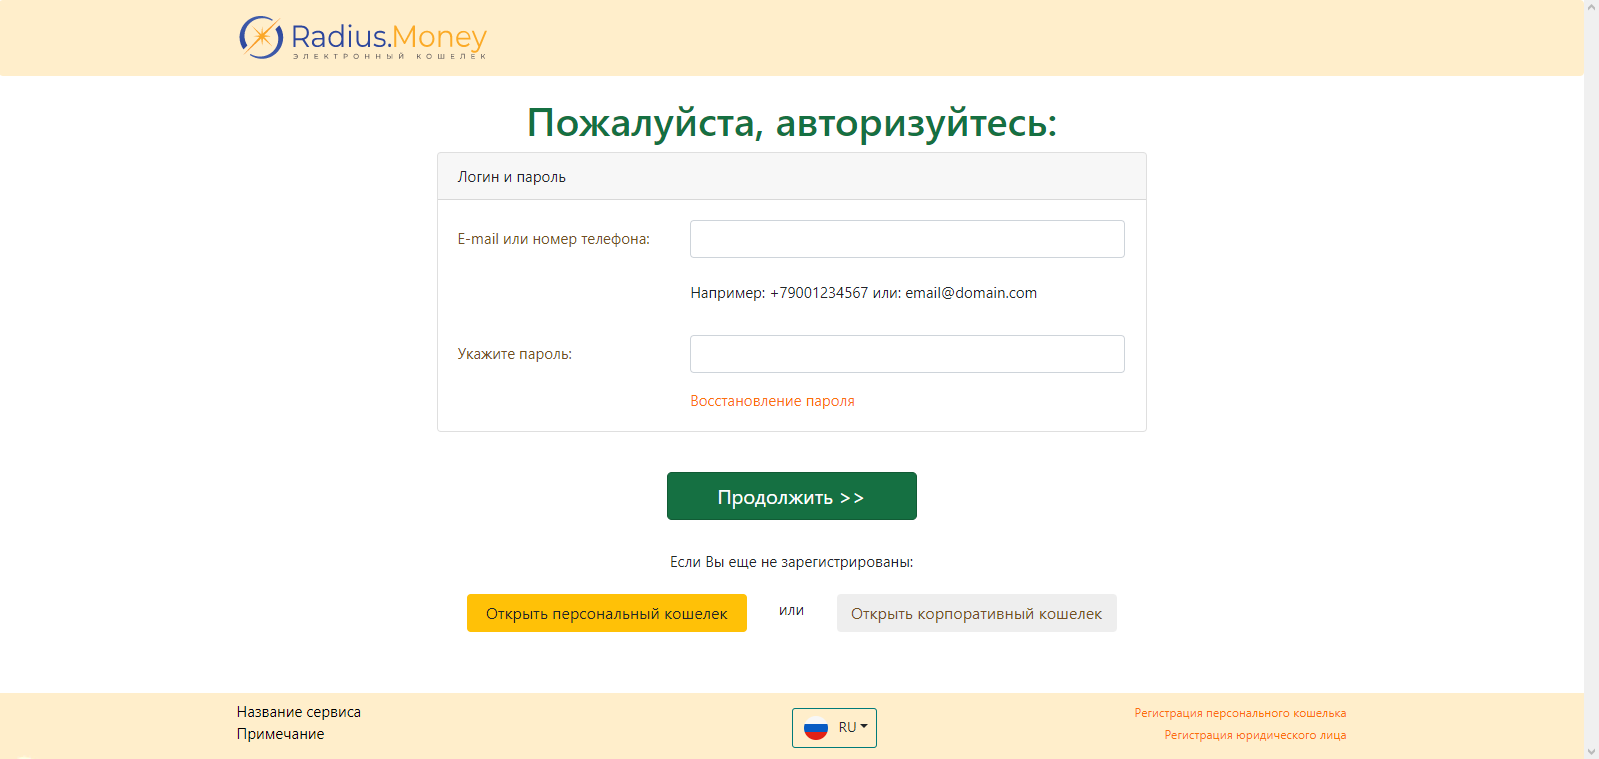 Radius.Money
ЭЛЕКТРОННЫЙ КОШЕЛЕК
Пожалуйста, авторизуйтесь:
Логин и пароль
E-mail или номер телефона:
Например: +79001234567 или: email@domain.com
Укажите пароль:
Восстановление пароля
Продолжить >>
Если Вы еще не зарегистрированы:
Открыть персональный кошелек или Открыть корпоративный кошелек
Название сервиса
Примечание
RU
Регистрация персонального кошелька
Регистрация юридического лица